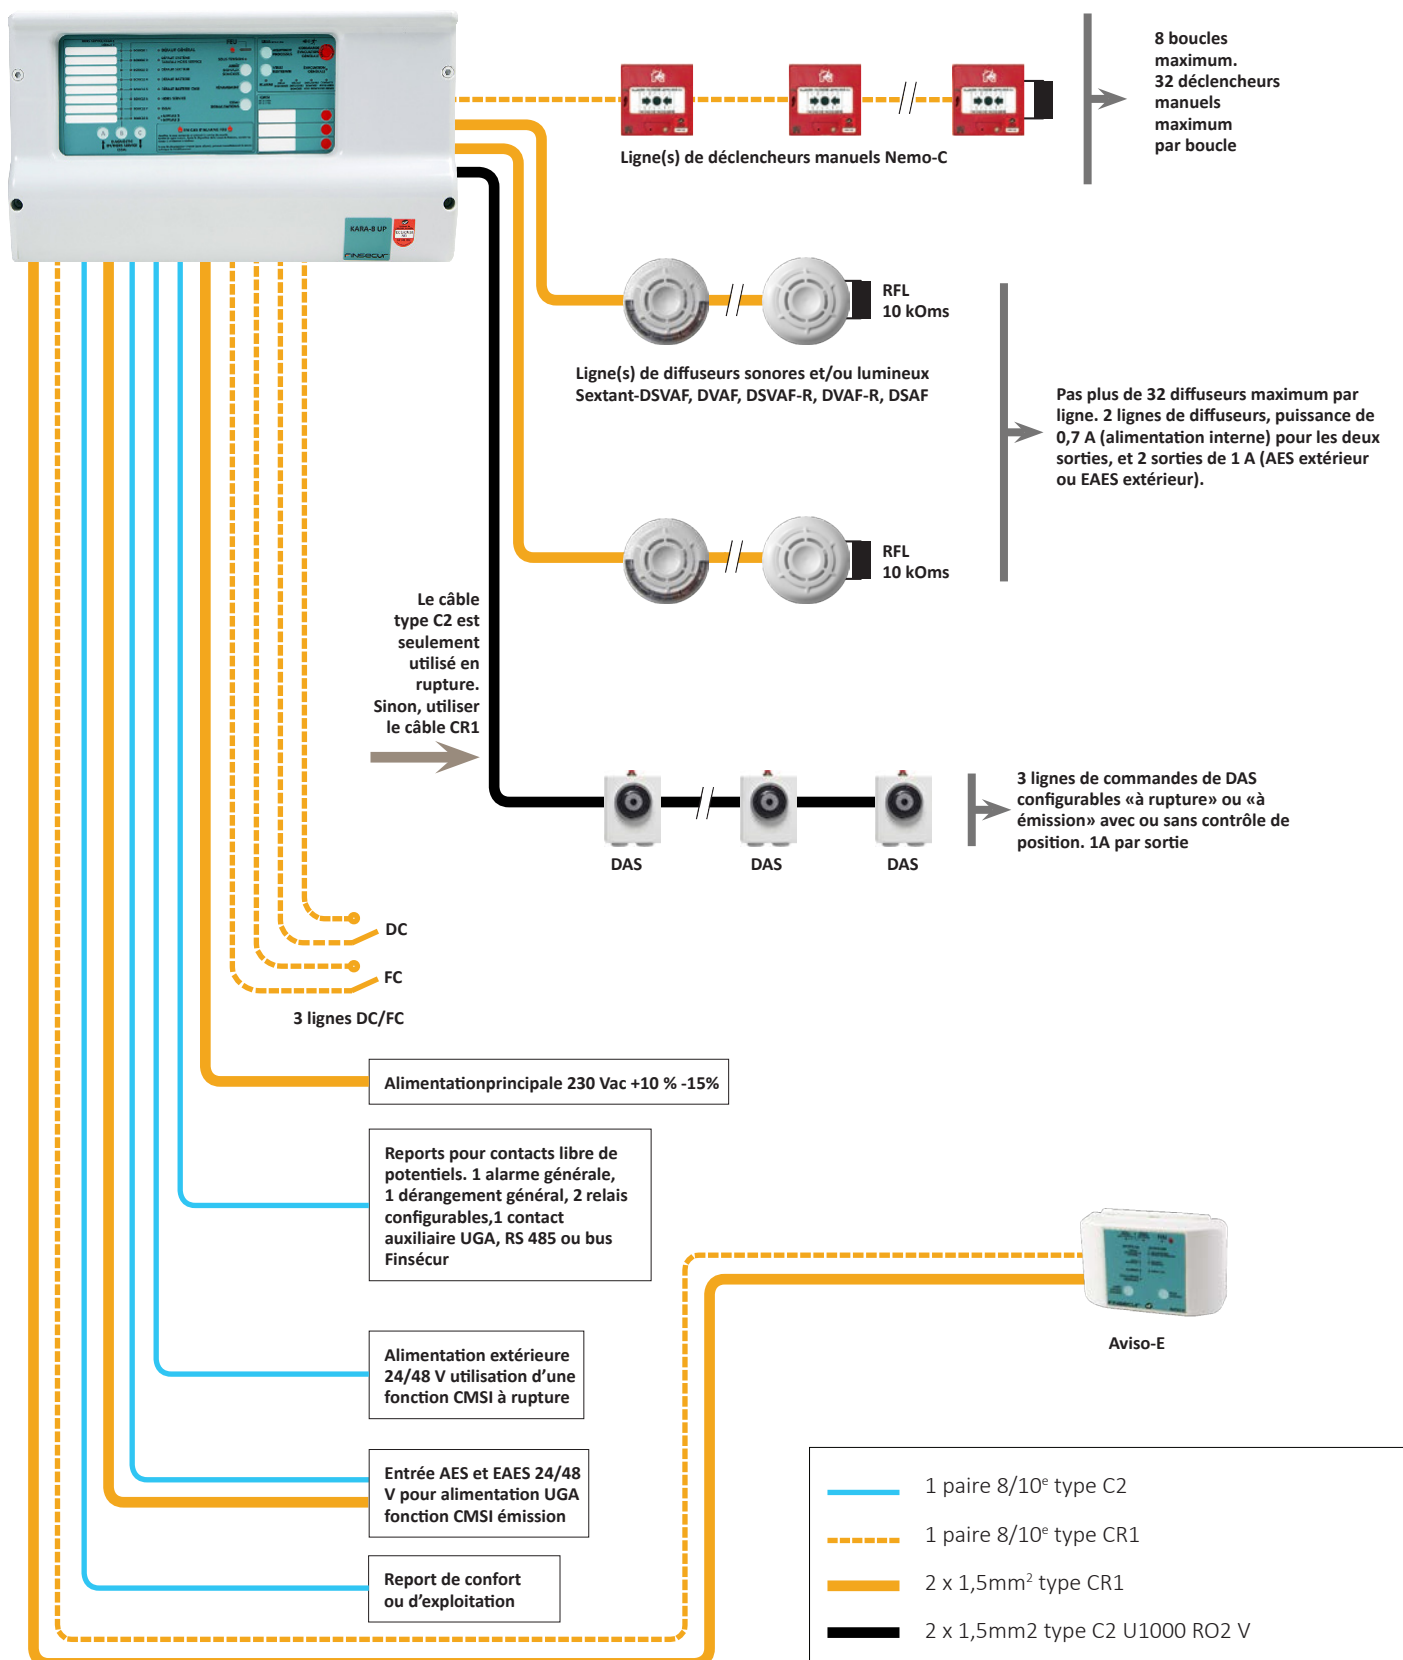 KARA-8 UP
FINSECUR
Ligne(s) de déclencheurs manuels Nemo-C
8 boucles
maximum.
32 déclencheurs
manuels
maximum
par boucle
RFL
10 kOms
Ligne(s) de diffuseurs sonores et/ou lumineux
Sextant-DSVAF, DVAF, DSVAF-R, DVAF-R, DSAF
Pas plus de 32 diffuseurs maximum par
ligne. 2 lignes de diffuseurs, puissance de
0,7 A (alimentation interne) pour les deux
sorties, et 2 sorties de 1 A (AES extérieur
ou EAES extérieur).
RFL
10 kOms
Le câble
type C2 est
seulement
utilisé en
rupture.
Sinon, utiliser
le câble CR1
DAS
DAS
DAS
3 lignes de commandes de DAS
configurables «à rupture» ou «à
émission» avec ou sans contrôle de
position. 1A par sortie
DC
FC
3 lignes DC/FC
Alimentationprincipale 230 Vac +10 % -15%
Reports pour contacts libre de
potentiels. 1 alarme générale,
1 dérangement général, 2 relais
configurables,1 contact
auxiliaire UGA, RS 485 ou bus
Finsécur
Aviso-E
Alimentation extérieure
24/48 V utilisation d’une
fonction CMSI à rupture
Entrée AES et EAES 24/48
V pour alimentation UGA
fonction CMSI émission
Report de confort
ou d’exploitation
1 paire 8/10e type C2
1 paire 8/10e type CR1
2 x 1,5mm2 type CR1
2 x 1,5mm2 type C2 U1000 RO2 V